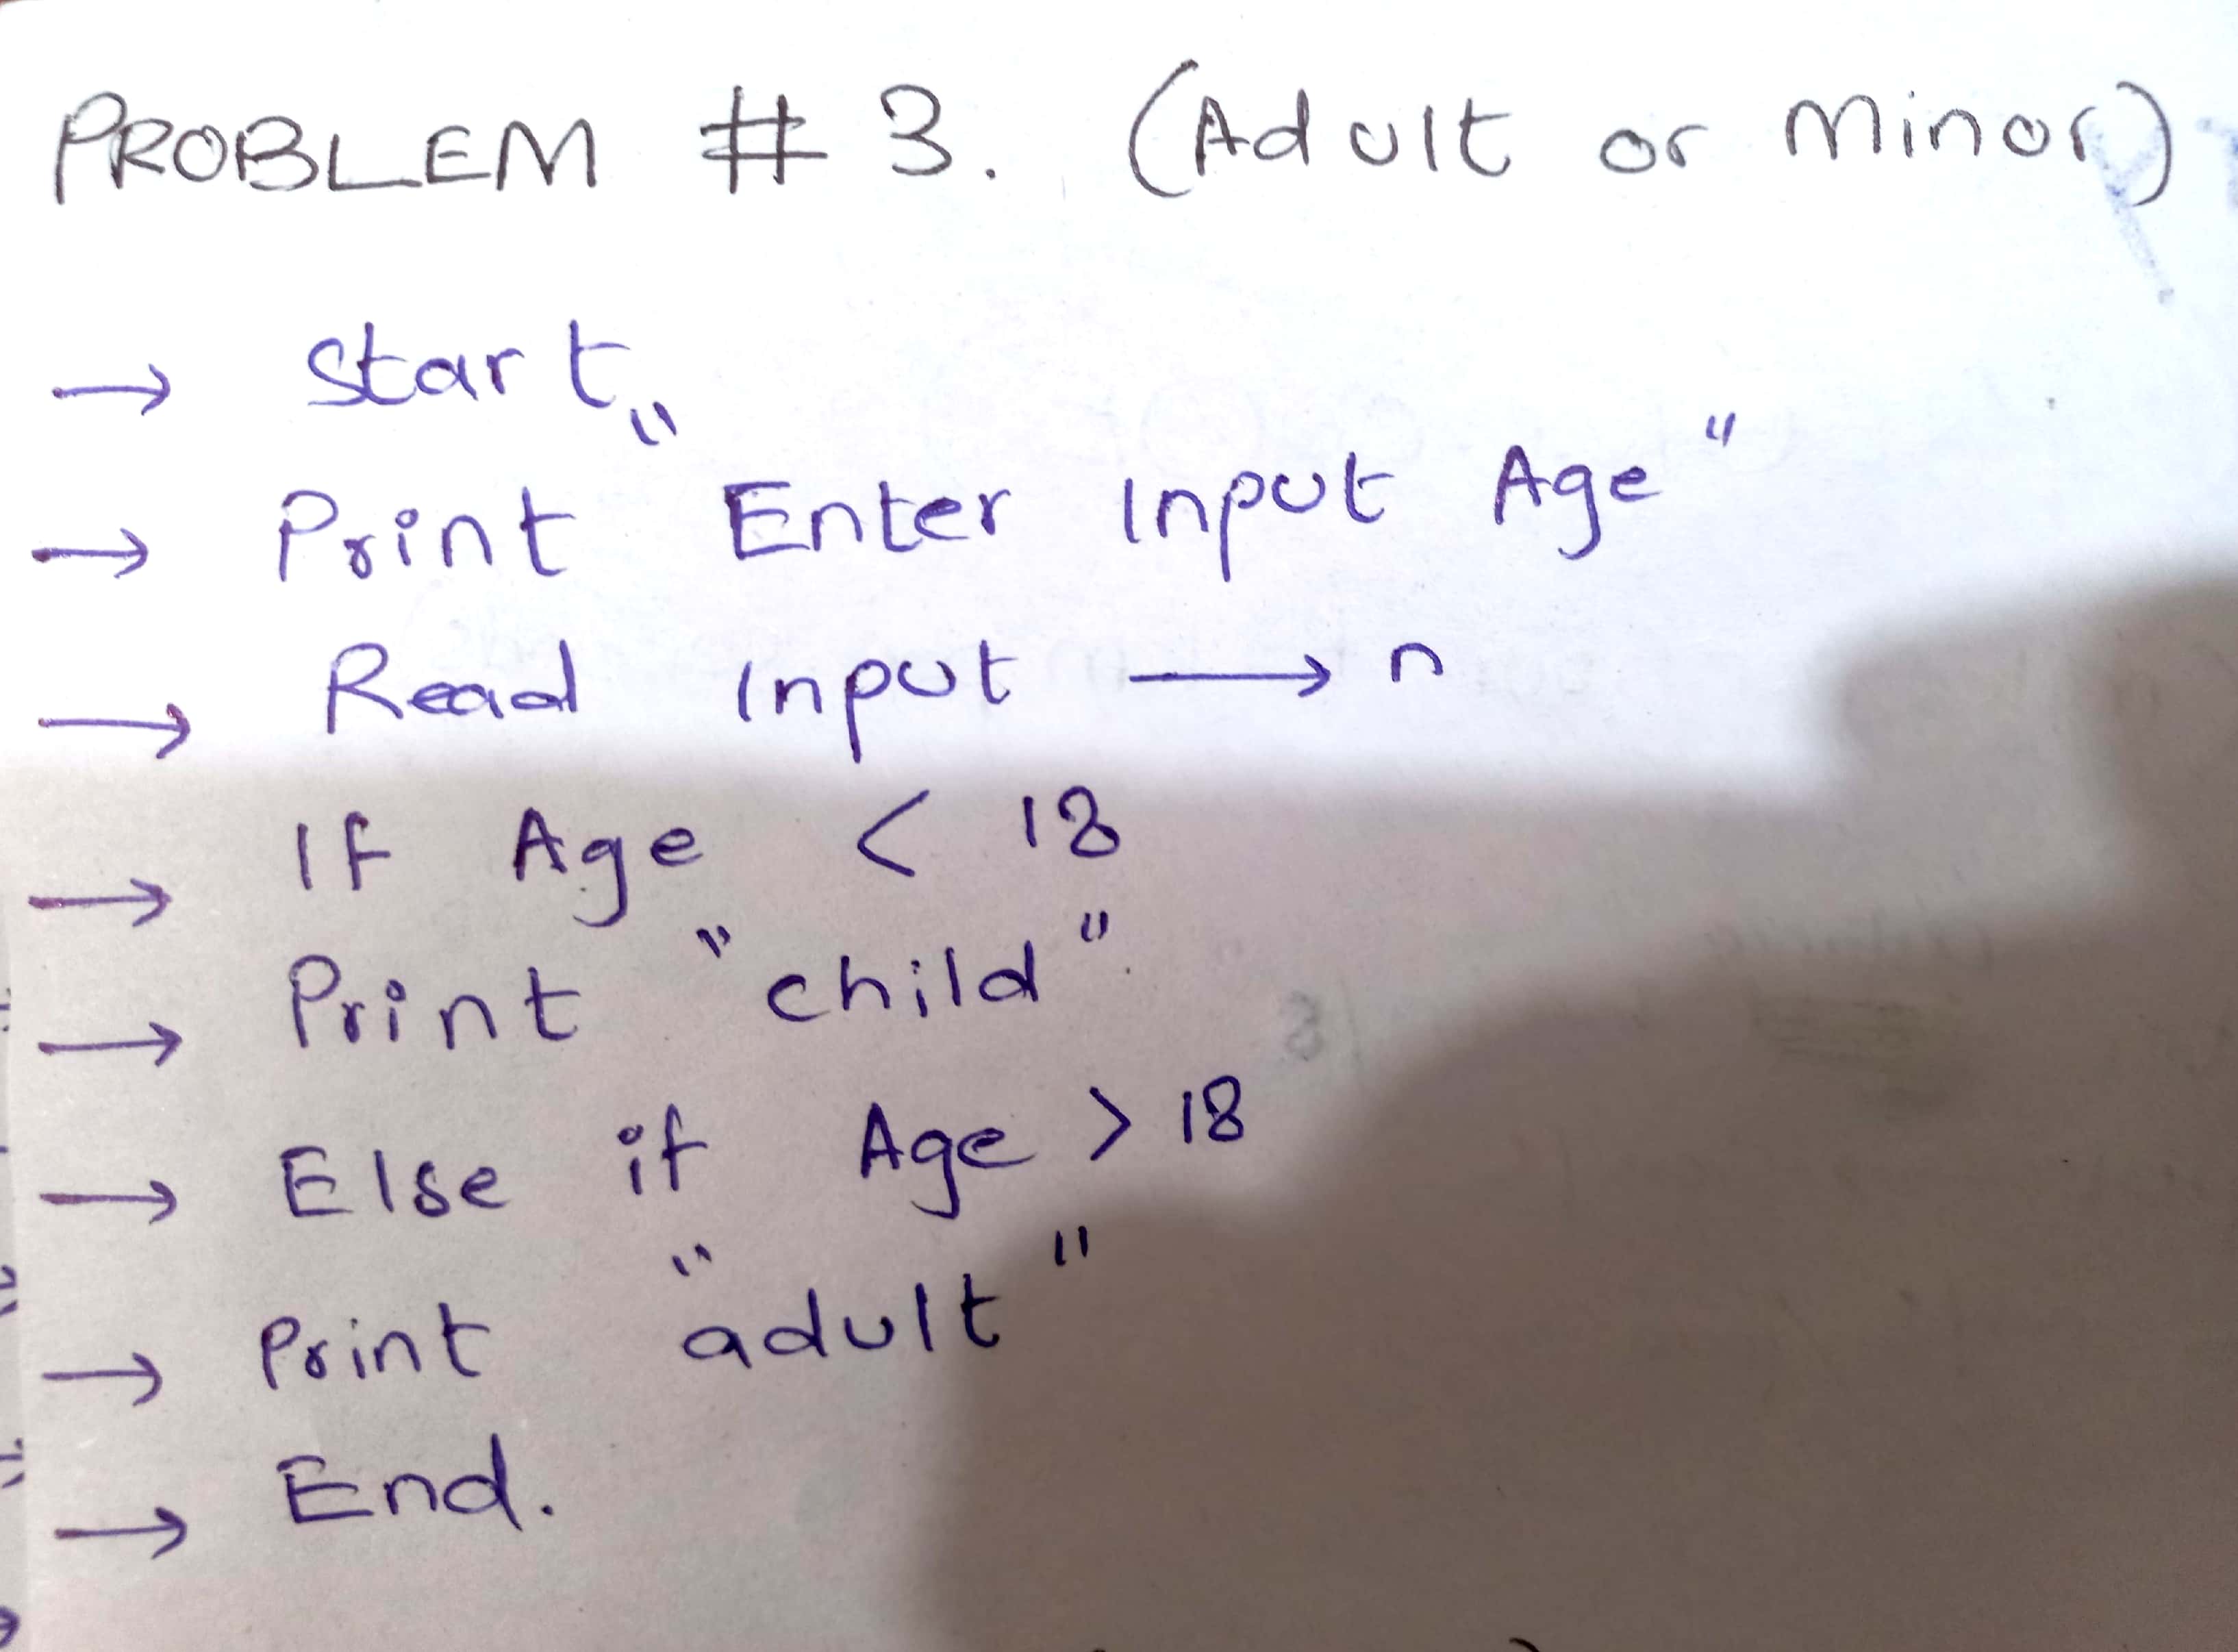 PROBLEM # 3. (Adult or Minor)
→ Start
→ Print "Enter Input Age"
→ Read Input → n
→ If Age < 18
→ Print "child"
→ Else if Age > 18
→ Print "adult"
→ End.